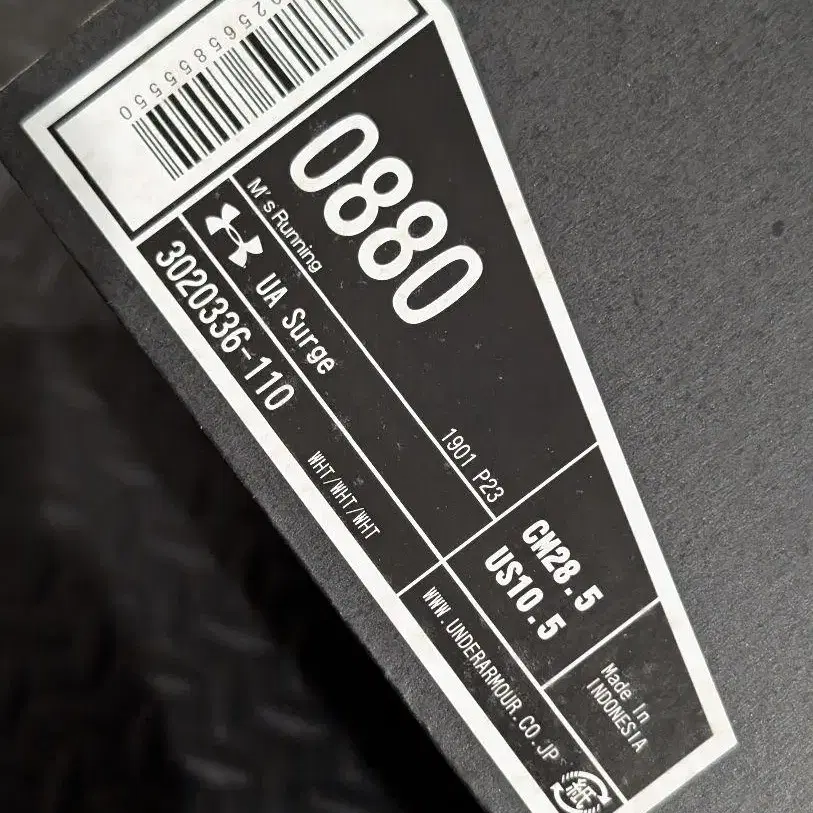 0880
M's Running
UA Surge
1901 P23
3020336-110
WHT/WHT/WHT
CM28.5
US10.5
WWW.UNDERARMOUR.CO.JP
Made In
INDONESIA
紙